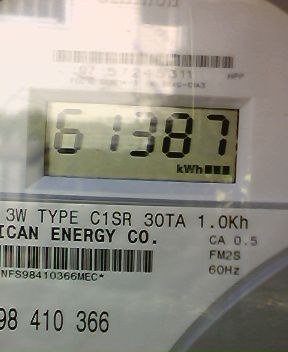 61387
kWh
3W TYPE C1SR 30TA 1.0Kh
ICAN ENERGY CO.
CA 0.5
FM2S
60Hz
NFS98410366MEC*
98 410 366